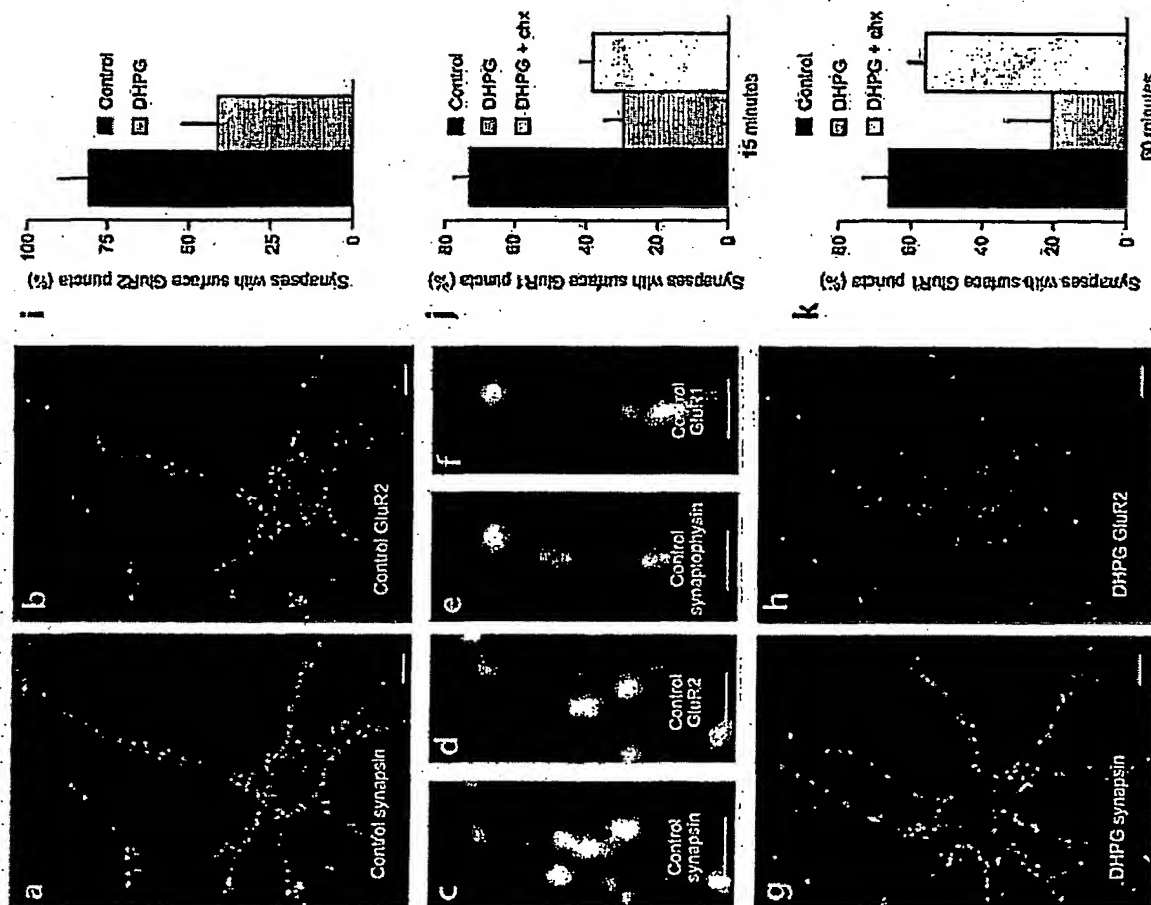 a
Control synapsin
b
Control GluR2
i
Synapses with surface GluR2 puncta (%)
100
75
50
25
0
Control
DHPG
c
Control
synapsin
d
Control
GluR2
e
Control
synaptophysin
f
Control
GluR1
j
Synapses with surface GluR1 puncta (%)
80
60
40
20
0
Control
DHPG
DHPG + chx
15 minutes
g
DHPG synapsin
h
DHPG GluR2
k
Synapses with surface GluR1 puncta (%)
80
60
40
20
0
Control
DHPG
DHPG + chx
60 minutes